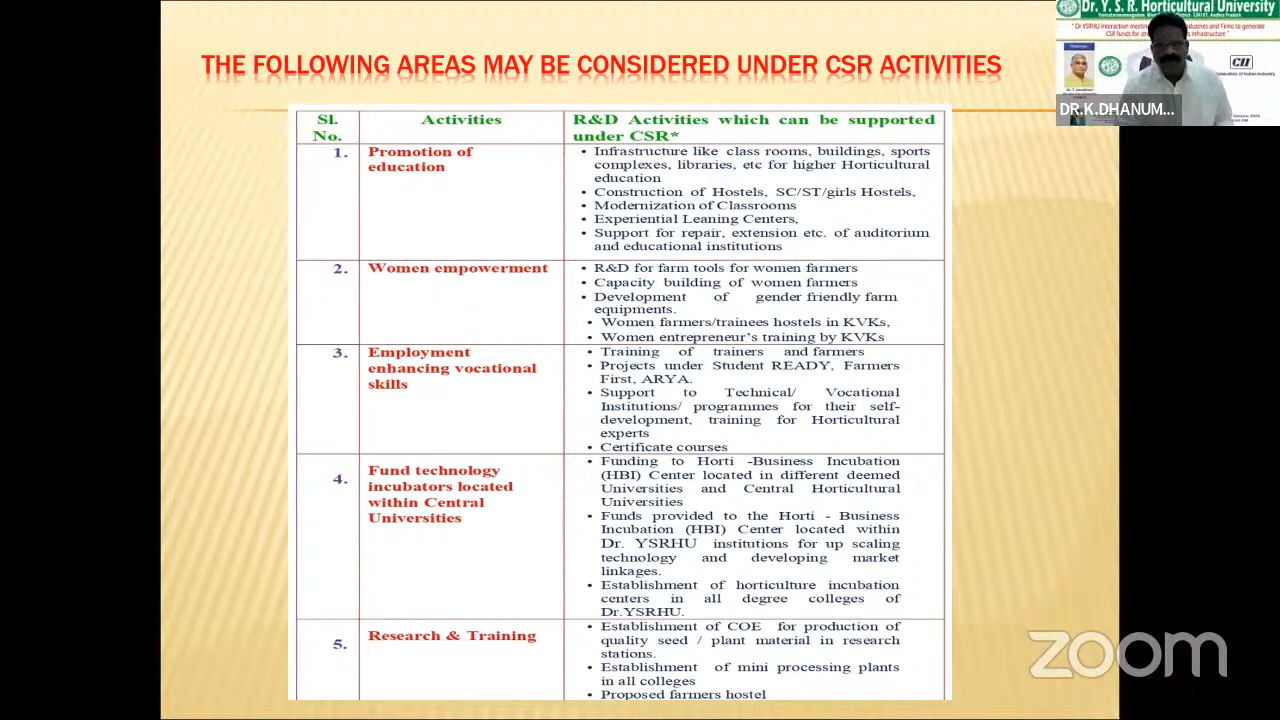 THE FOLLOWING AREAS MAY BE CONSIDERED UNDER CSR ACTIVITIES
Dr. Y. S. R. Horticultural University
DR.K.DHANUM...
CII
Sl. No.
Activities
R&D Activities which can be supported
under CSR*
1.
Promotion of
education
• Infrastructure like class rooms, buildings, sports
complexes, libraries, etc for higher Horticultural
education
• Construction of Hostels, SC/ST/girls Hostels,
• Modernization of Classrooms
• Experiential Leaning Centers,
• Support for repair, extension etc. of auditorium
and educational institutions
2.
Women empowerment
• R&D for farm tools for women farmers
• Capacity building of women farmers
• Development of gender friendly farm
equipments.
• Women farmers/trainees hostels in KVKs,
• Women entrepreneur's training by KVKs
3.
Employment
enhancing vocational
skills
• Training of trainers and farmers
• Projects under Student READY, Farmers
First, ARYA.
• Support to Technical/ Vocational
Institutions/ programmes for their self-
development, training for Horticultural
experts
• Certificate courses
4.
Fund technology
incubators located
within Central
Universities
• Funding to Horti -Business Incubation
(HBI) Center located in different deemed
Universities and Central Horticultural
Universities
• Funds provided to the Horti - Business
Incubation (HBI) Center located within
Dr. YSRHU institutions for up scaling
technology and developing market
linkages.
• Establishment of horticulture incubation
centers in all degree colleges of
Dr.YSRHU.
5.
Research & Training
• Establishment of COE for production of
quality seed / plant material in research
stations.
• Establishment of mini processing plants
in all colleges
• Proposed farmers hostel
zoom